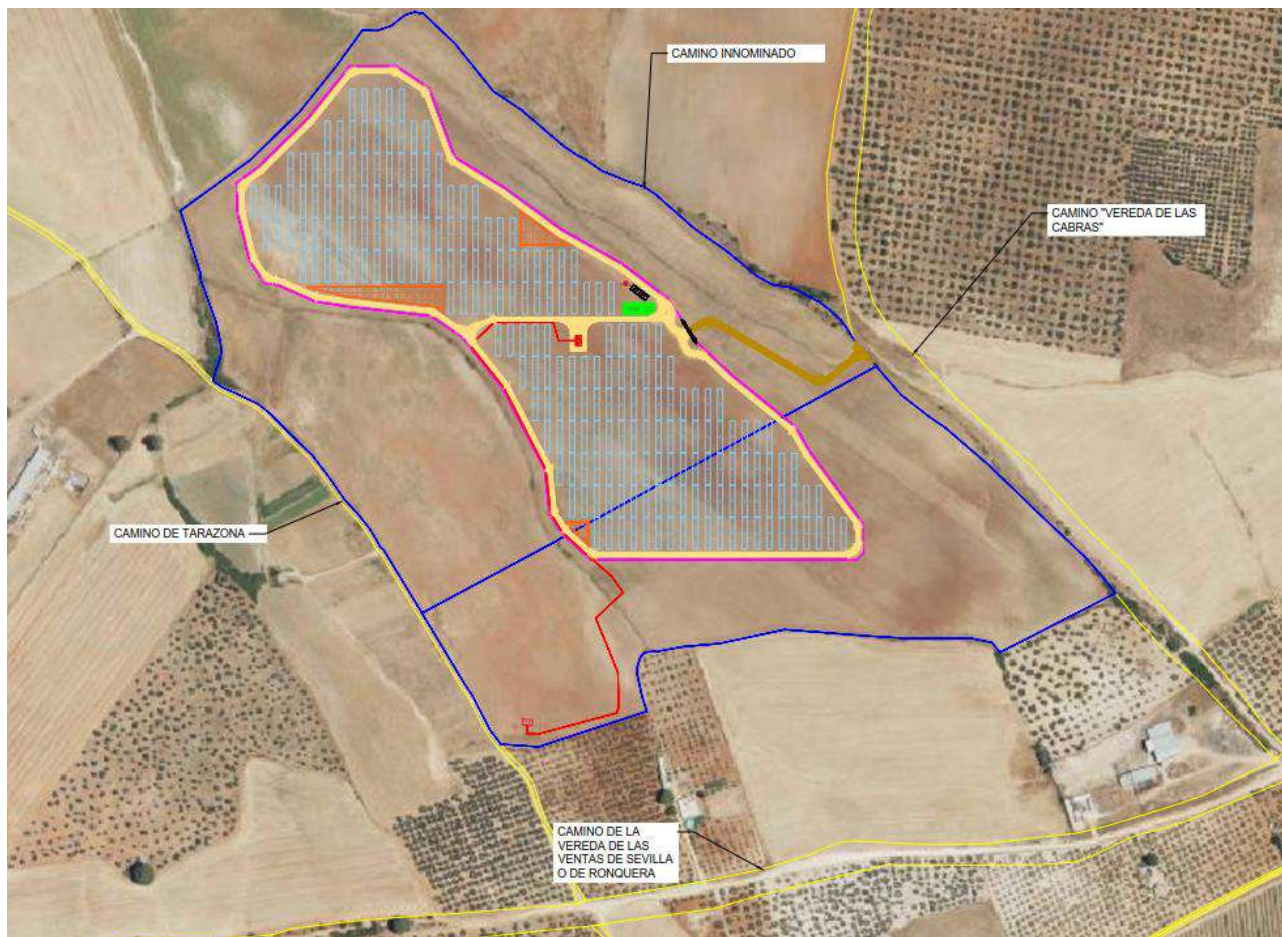 CAMINO INNOMINADO
CAMINO "VEREDA DE LAS
CABRAS"
CAMINO DE TARAZONA
CAMINO DE LA
VEREDA DE LAS
VENTAS DE SEVILLA
O DE RONQUERA